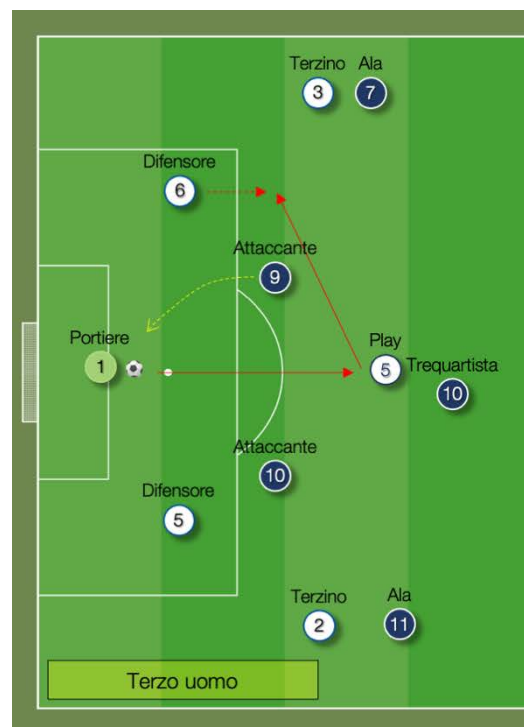 Terzino Ala
3 7
Difensore
6
Attaccante
9
Portiere
1
Play
5
Trequartista
10
Attaccante
10
Difensore
5
Terzino Ala
2 11
Terzo uomo